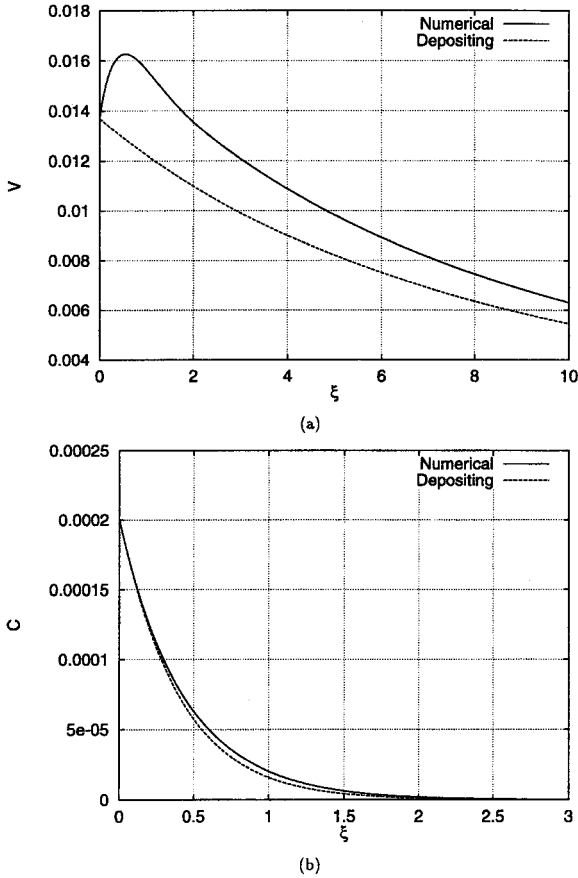 0.018
Numerical
Depositing
0.016
0.014
0.012
V
0.01
0.008
0.006
0.004
0 2 4 6 8 10
ξ
(a)
0.00025
Numerical
Depositing
0.0002
0.00015
C
0.0001
5e-05
0
0 0.5 1 1.5 2 2.5 3
ξ
(b)